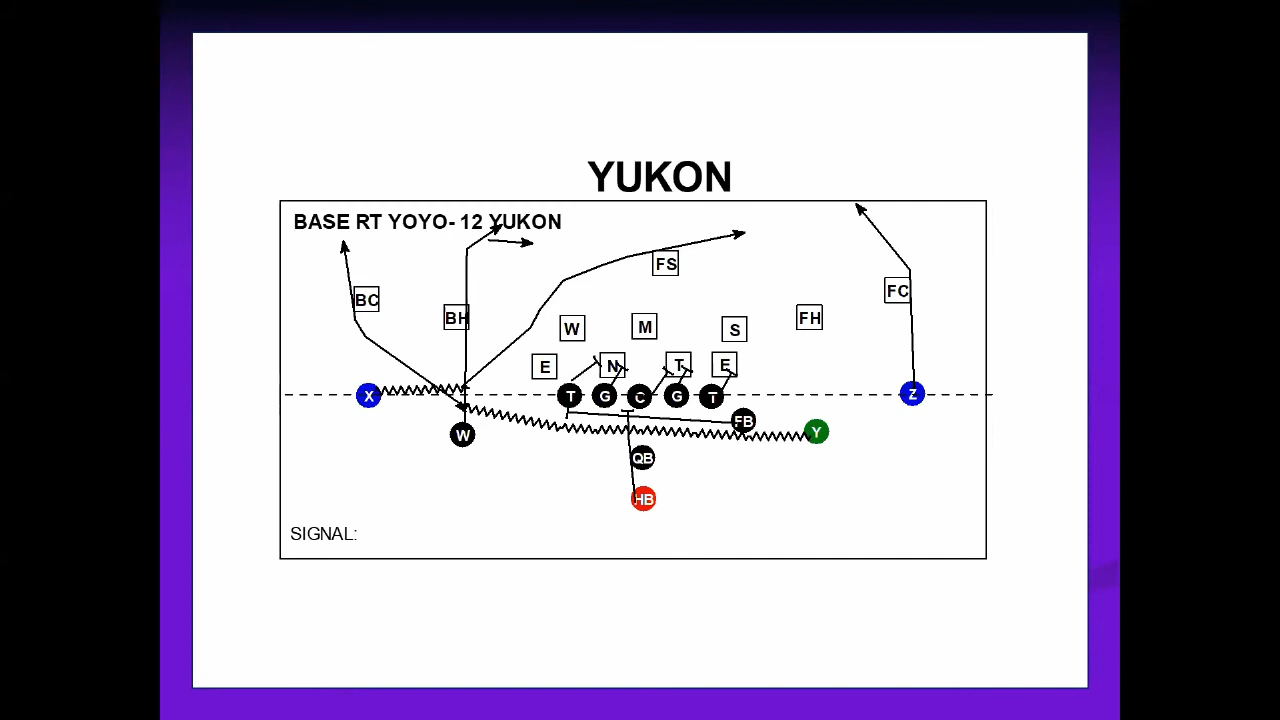 YUKON
BASE RT YOYO- 12 YUKON
FS
BC
FC
BH
FH
W
M
S
E
N
T
E
X
T
G
C
G
T
Z
FB
W
Y
QB
HB
SIGNAL: